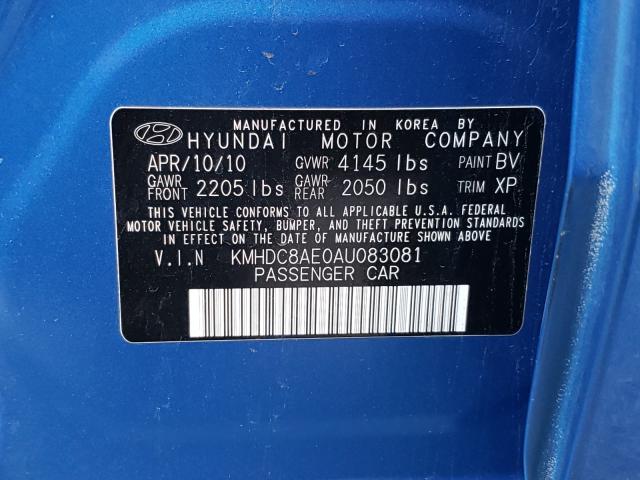 MANUFACTURED IN KOREA BY
HYUNDAI MOTOR COMPANY
APR/10/10 GVWR 4145 lbs PAINT BV
GAWR FRONT 2205 lbs GAWR REAR 2050 lbs TRIM XP
THIS VEHICLE CONFORMS TO ALL APPLICABLE U.S.A. FEDERAL
MOTOR VEHICLE SAFETY, BUMPER, AND THEFT PREVENTION STANDARDS
IN EFFECT ON THE DATE OF MANUFACTURE SHOWN ABOVE.
V.I.N KMHDC8AE0AU083081
PASSENGER CAR